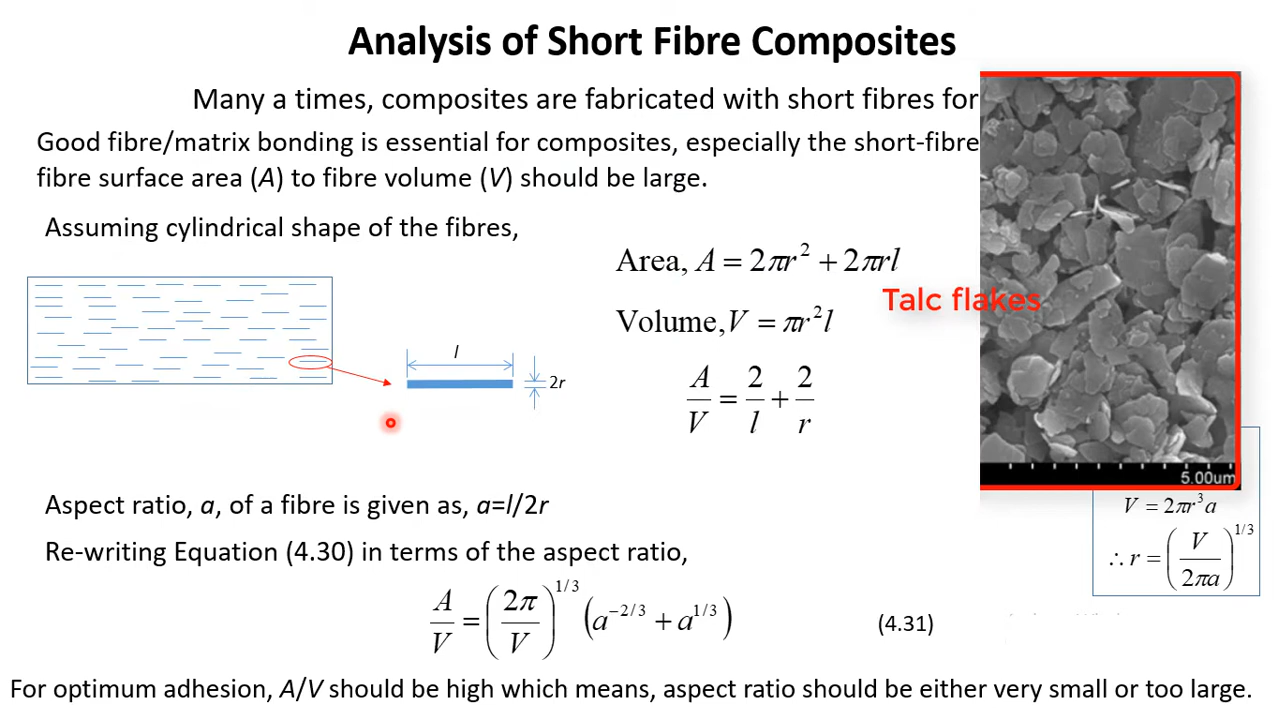 Analysis of Short Fibre Composites
Many a times, composites are fabricated with short fibres for
Good fibre/matrix bonding is essential for composites, especially the short-fibre
fibre surface area (A) to fibre volume (V) should be large.
Assuming cylindrical shape of the fibres,
Area, A = 2πr² + 2πrl
Talc flakes
Volume, V = πr²l
l
2r
A/V = 2/l + 2/r
5.00um
Aspect ratio, a, of a fibre is given as, a=l/2r
V = 2πr³a
∴ r = (V/2πa)^1/3
Re-writing Equation (4.30) in terms of the aspect ratio,
A/V = (2π/V)^1/3 (a^-2/3 + a^1/3)
(4.31)
For optimum adhesion, A/V should be high which means, aspect ratio should be either very small or too large.